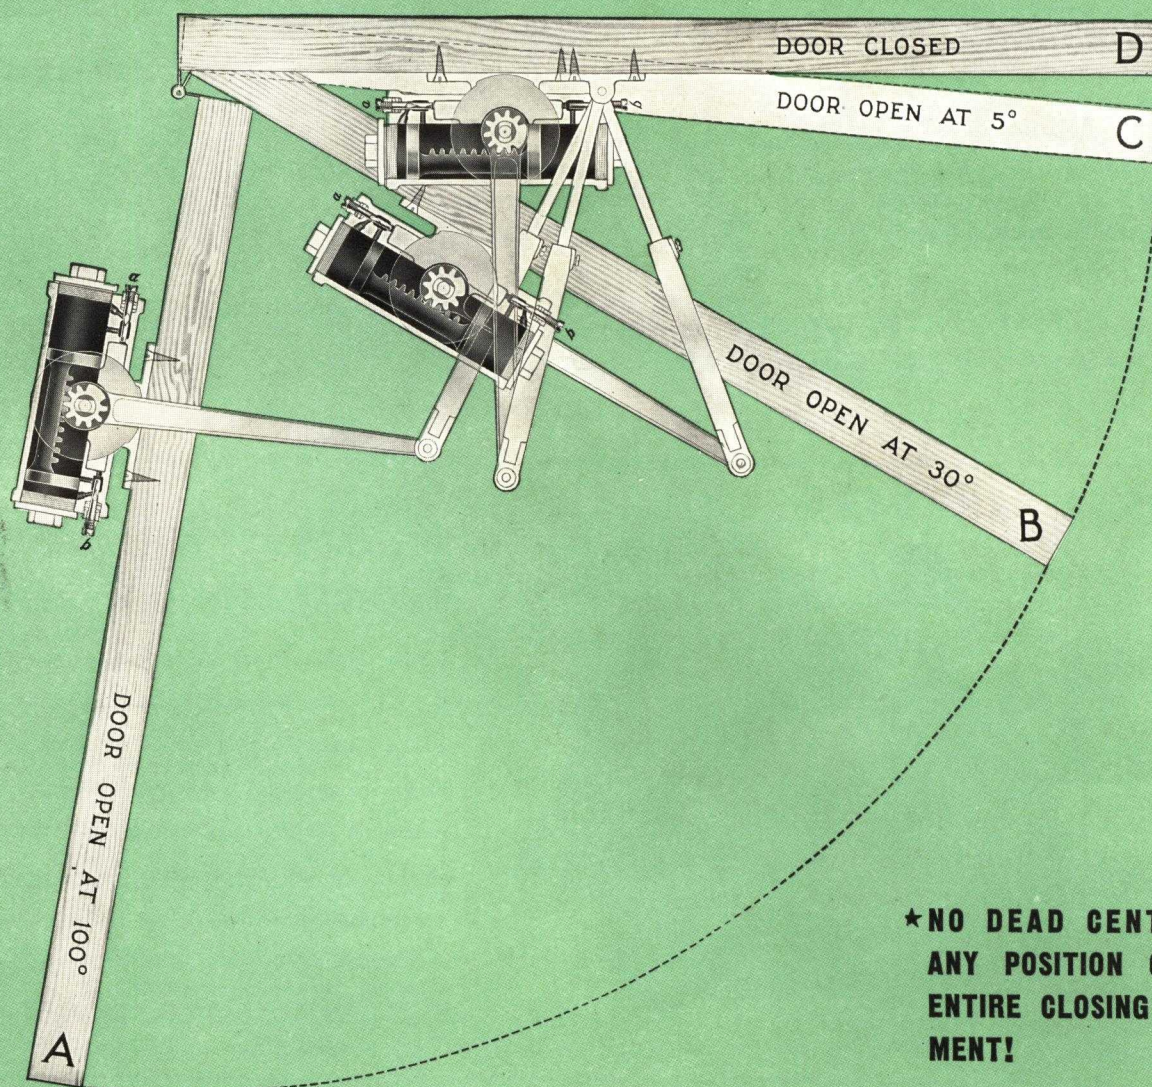 DOOR CLOSED D
DOOR OPEN AT 5° C
a b
a b
DOOR OPEN AT 30° B
a
b
DOOR OPEN AT 100° A
★NO DEAD CENT
ANY POSITION
ENTIRE CLOSING
MENT!